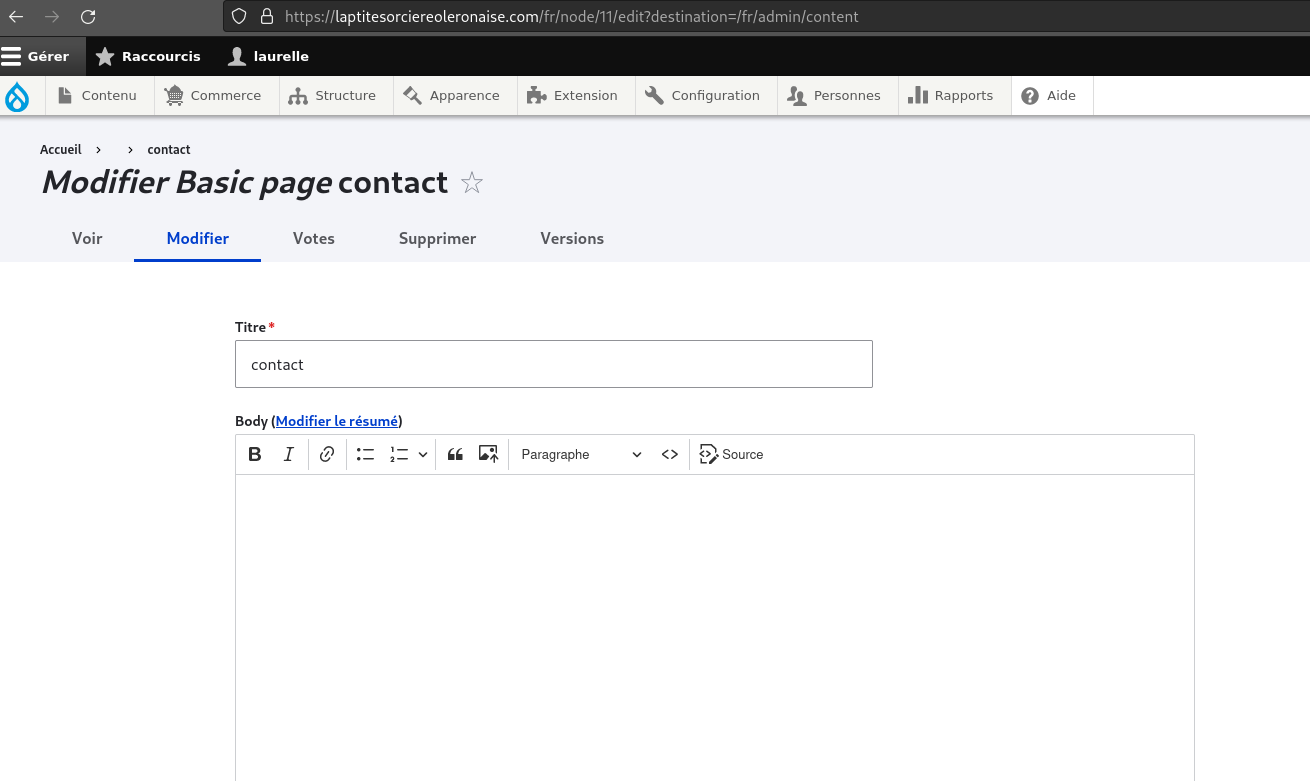 https://laptitesorciereoleronaise.com/fr/node/11/edit?destination=/fr/admin/content
Gérer Raccourcis laurelle
Contenu Commerce Structure Apparence Extension Configuration Personnes Rapports Aide
Accueil › › contact
Modifier Basic page contact
Voir Modifier Votes Supprimer Versions
Titre*
contact
Body (Modifier le résumé)
B I Paragraphe Source